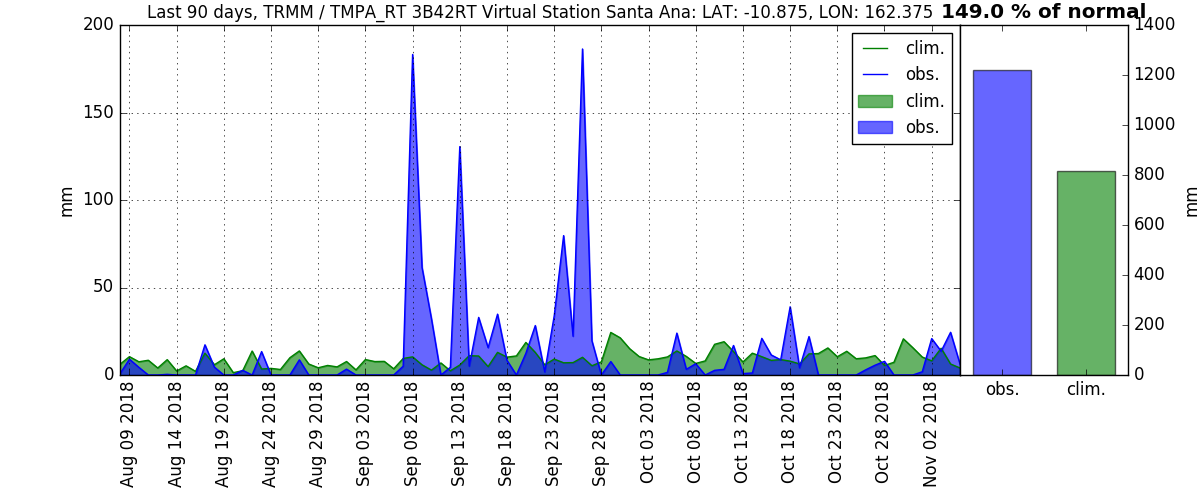 Last 90 days, TRMM / TMPA_RT 3B42RT Virtual Station Santa Ana: LAT: -10.875, LON: 162.375 149.0 % of normal
200
150
100
50
0
mm
clim.
obs.
clim.
obs.
1400
1200
1000
800
600
400
200
0
mm
obs. clim.
Aug 09 2018
Aug 14 2018
Aug 19 2018
Aug 24 2018
Aug 29 2018
Sep 03 2018
Sep 08 2018
Sep 13 2018
Sep 18 2018
Sep 23 2018
Sep 28 2018
Oct 03 2018
Oct 08 2018
Oct 13 2018
Oct 18 2018
Oct 23 2018
Oct 28 2018
Nov 02 2018